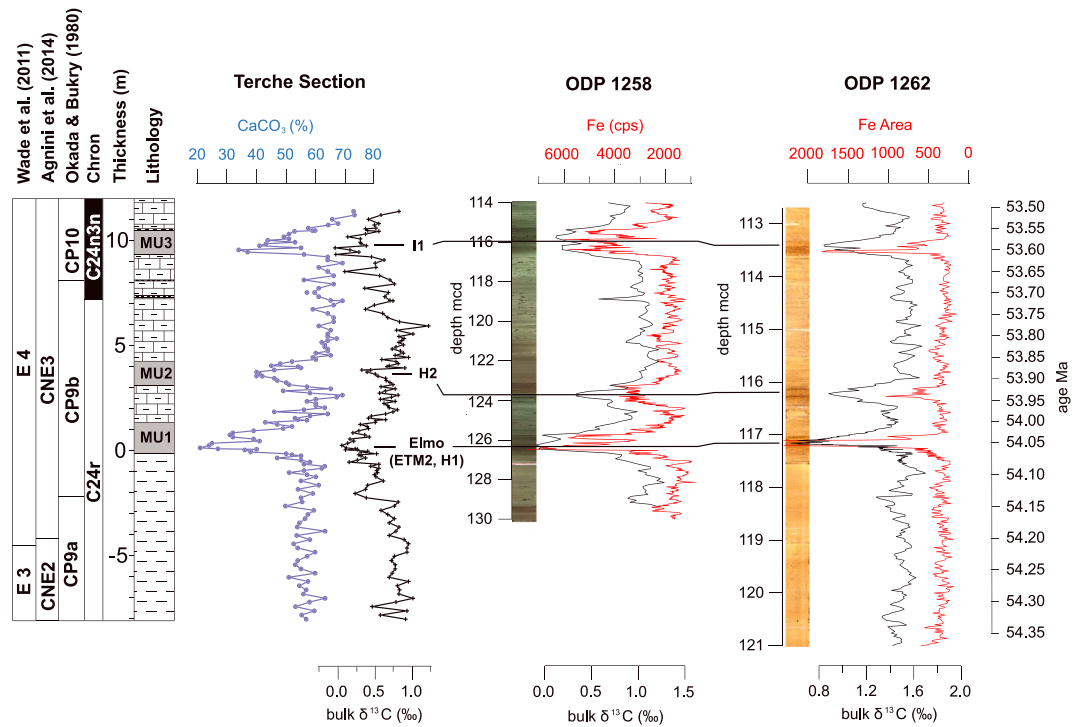 Wade et al. (2011)
Agnini et al. (2014)
Okada & Bukry (1980)
Chron
Thickness (m)
Lithology
Terche Section
CaCO₃ (%)
20 30 40 50 60 70 80
ODP 1258
Fe (cps)
6000 4000 2000
ODP 1262
Fe Area
2000 1500 1000 500 0
E 4
E 3
CNE3
CNE2
CP10
CP9b
CP9a
C24n3n
C24r
10
5
0
-5
MU3
MU2
MU1
I1
H2
Elmo
(ETM2, H1)
depth mcd
114
116
118
120
122
124
126
128
130
depth mcd
113
114
115
116
117
118
119
120
121
53.50
53.55
53.60
53.65
53.70
53.75
53.80
53.85
53.90
53.95
54.00
54.05
54.10
54.15
54.20
54.25
54.30
54.35
age Ma
0.0 0.5 1.0
bulk δ ¹³C (‰)
0.0 0.5 1.0 1.5
bulk δ ¹³C (‰)
0.8 1.2 1.6 2.0
bulk δ ¹³C (‰)